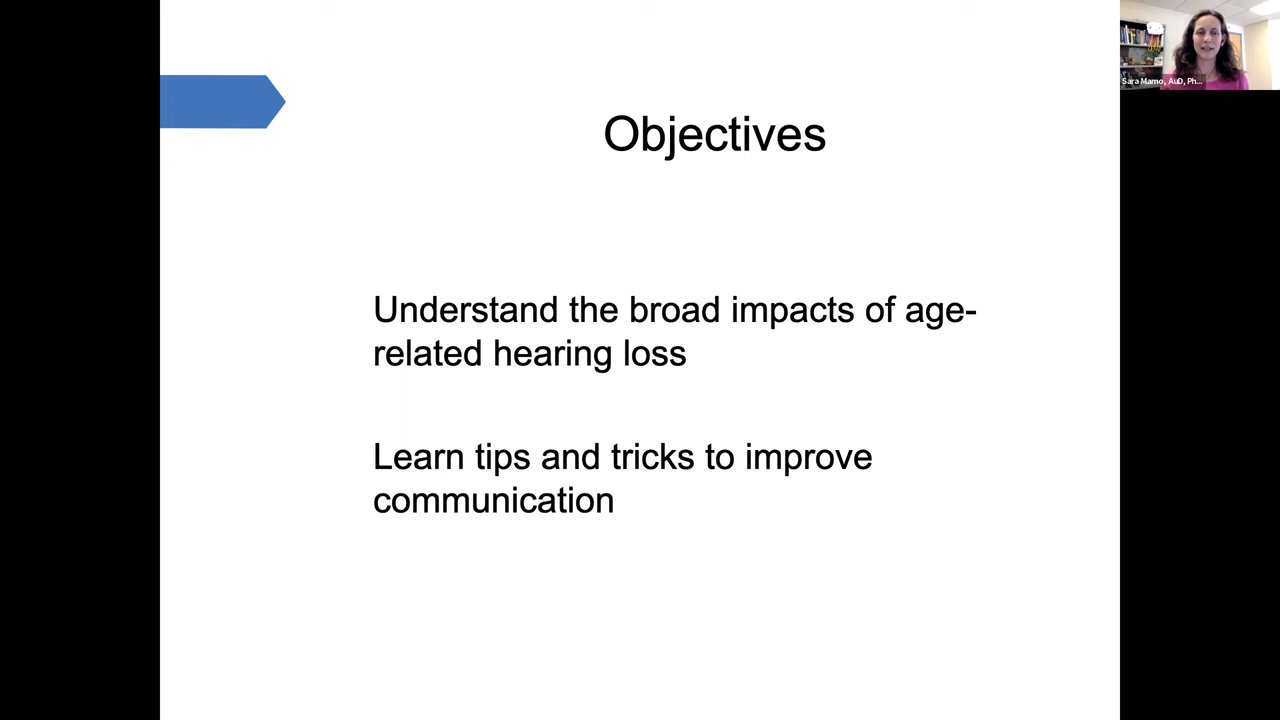 Objectives
Understand the broad impacts of age-
related hearing loss
Learn tips and tricks to improve
communication
Sara Mamo, AuD, Ph...